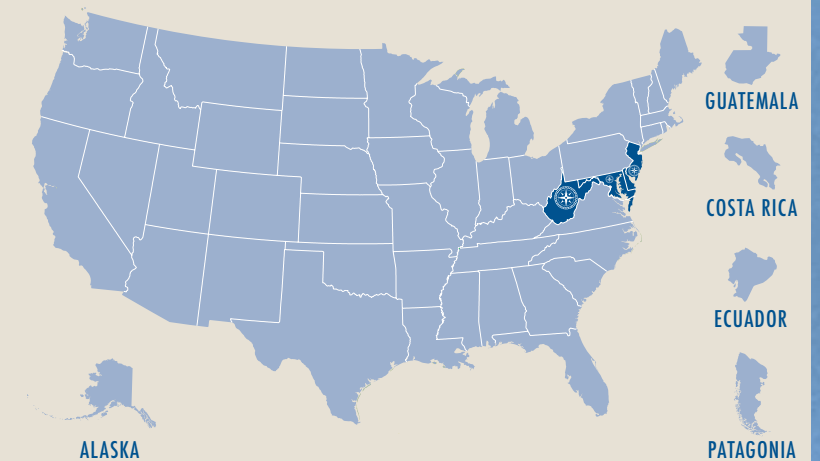 GUATEMALA
COSTA RICA
ECUADOR
ALASKA
PATAGONIA